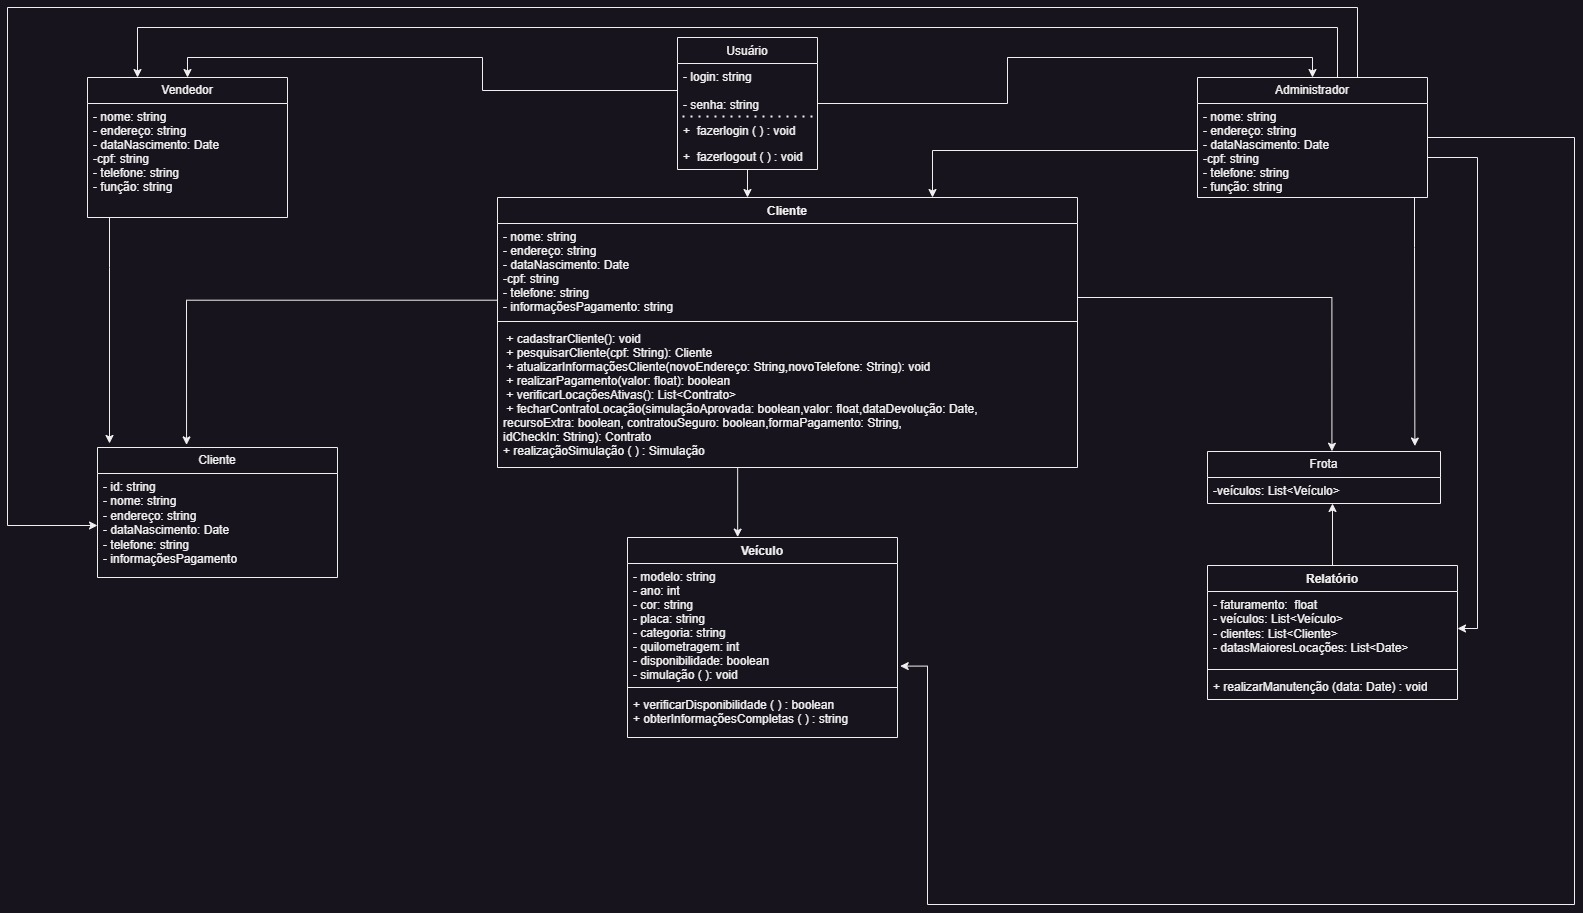 Usuário
- login: string
- senha: string
+  fazerlogin ( ) : void
+  fazerlogout ( ) : void
Vendedor
- nome: string
- endereço: string
- dataNascimento: Date
-cpf: string
- telefone: string
- função: string
Administrador
- nome: string
- endereço: string
- dataNascimento: Date
-cpf: string
- telefone: string
- função: string
Cliente
- nome: string
- endereço: string
- dataNascimento: Date
-cpf: string
- telefone: string
- informaçõesPagamento: string
+ cadastrarCliente(): void
+ pesquisarCliente(cpf: String): Cliente
+ atualizarInformaçõesCliente(novoEndereço: String,novoTelefone: String): void
+ realizarPagamento(valor: float): boolean
+ verificarLocaçõesAtivas(): List<Contrato>
+ fecharContratoLocação(simulaçãoAprovada: boolean,valor: float,dataDevolução: Date,
recursoExtra: boolean, contratouSeguro: boolean,formaPagamento: String,
idCheckIn: String): Contrato
+ realizaçãoSimulação ( ) : Simulação
Cliente
- id: string
- nome: string
- endereço: string
- dataNascimento: Date
- telefone: string
- informaçõesPagamento
Frota
-veículos: List<Veículo>
Veículo
- modelo: string
- ano: int
- cor: string
- placa: string
- categoria: string
- quilometragem: int
- disponibilidade: boolean
- simulação ( ): void
+ verificarDisponibilidade ( ) : boolean
+ obterInformaçõesCompletas ( ) : string
Relatório
- faturamento:  float
- veículos: List<Veículo>
- clientes: List<Cliente>
- datasMaioresLocações: List<Date>
+ realizarManutenção (data: Date) : void